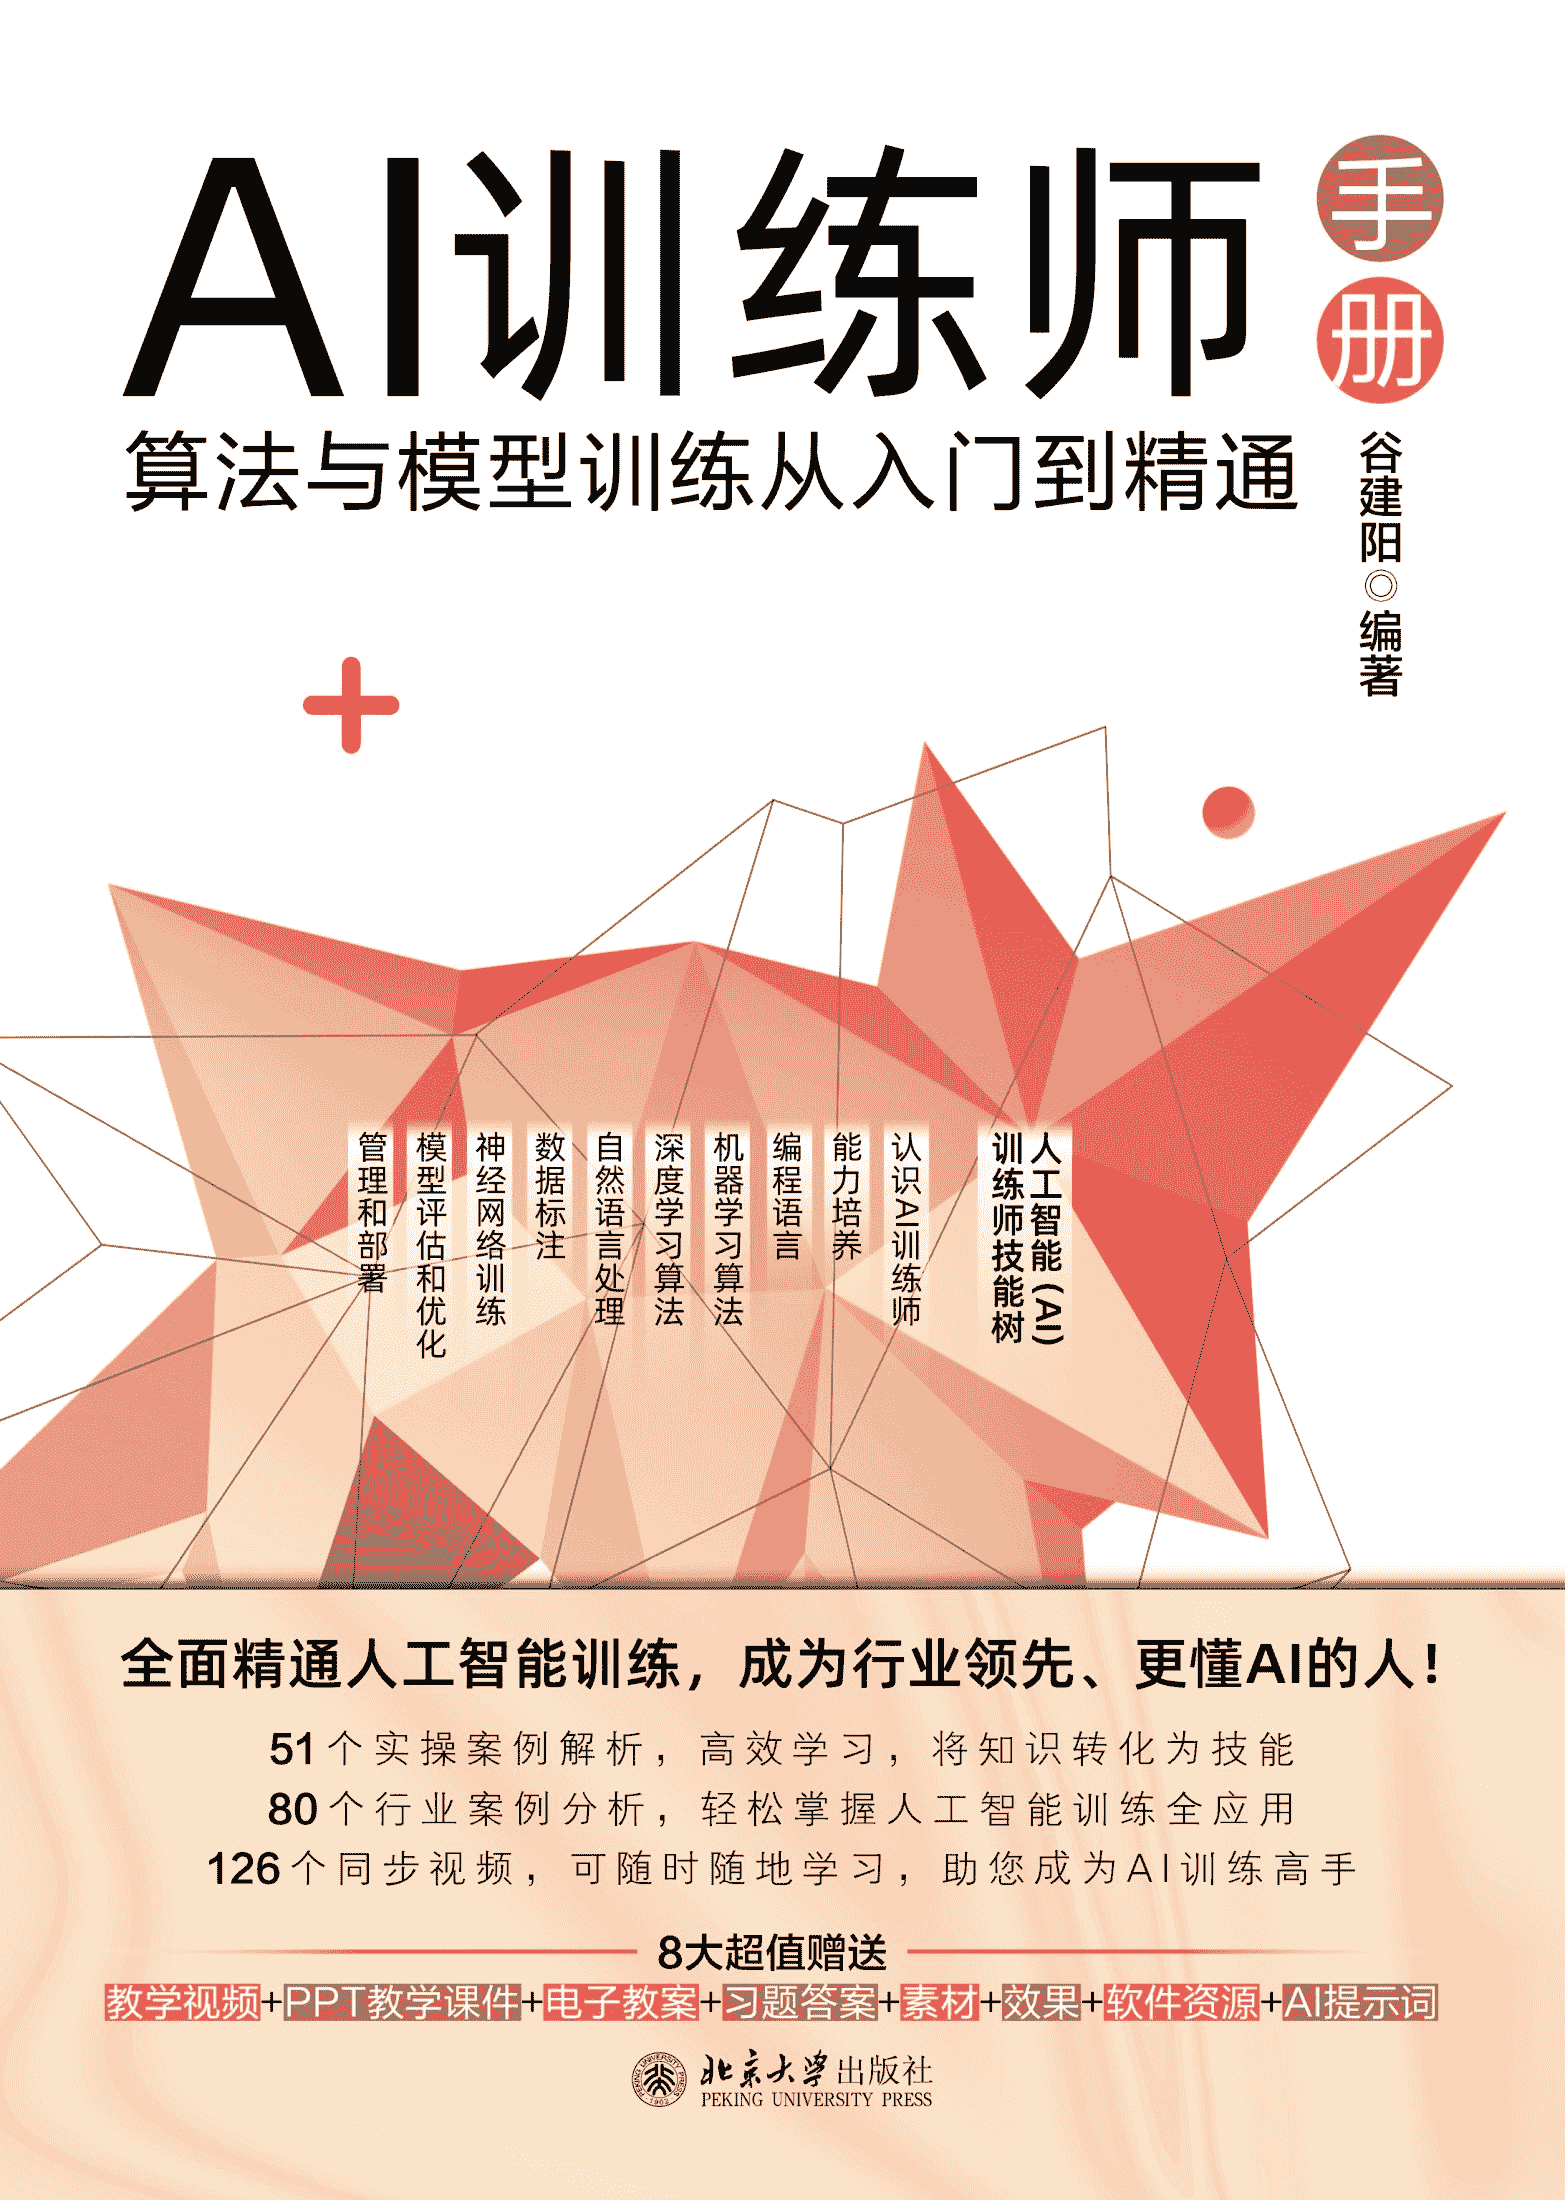 AI训练师
手册
算法与模型训练从入门到精通
谷建阳◎编著
人工智能（AI）
训练师技能树
认识AI训练师
能力培养
编程语言
机器学习算法
深度学习算法
自然语言处理
数据标注
神经网络训练
模型评估和优化
管理和部署
全面精通人工智能训练，成为行业领先、更懂AI的人！
51个实操案例解析，高效学习，将知识转化为技能
80个行业案例分析，轻松掌握人工智能训练全应用
126个同步视频，可随时随地学习，助您成为AI训练高手
8大超值赠送
教学视频+PPT教学课件+电子教案+习题答案+素材+效果+软件资源+AI提示词
PEKING UNIVERSITY PRESS
1902
北京大学出版社
PEKING UNIVERSITY PRESS